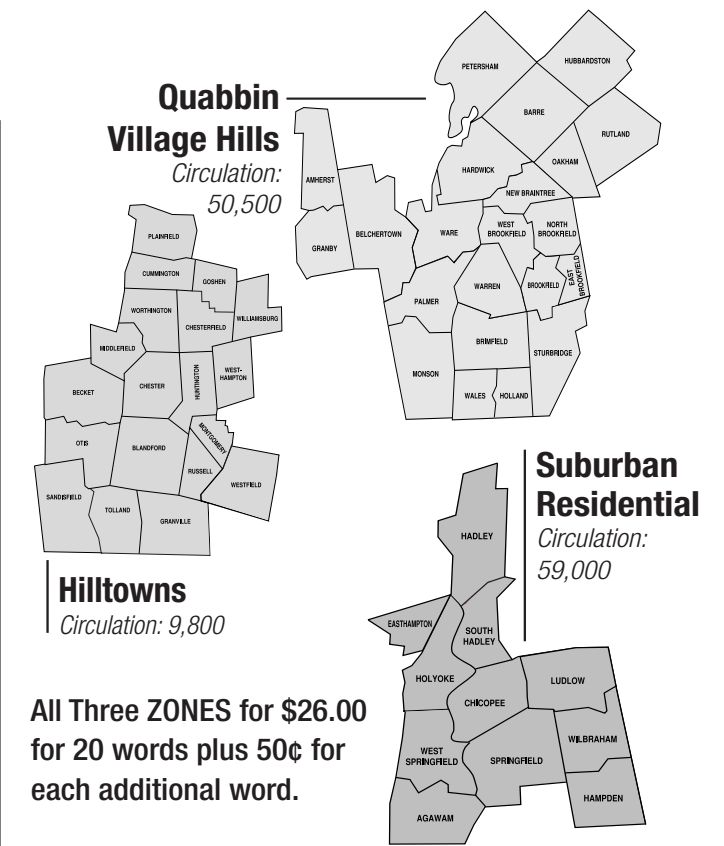 Quabbin
Village Hills
Circulation:
50,500
PETERSHAM
HUBBARDSTON
BARRE
RUTLAND
HARDWICK
OAKHAM
NEW BRAINTREE
AMHERST
GRANBY
BELCHERTOWN
WARE
WEST
BROOKFIELD
NORTH
BROOKFIELD
PALMER
WARREN
BROOKFIELD
EAST
BROOKFIELD
MONSON
BRIMFIELD
STURBRIDGE
WALES
HOLLAND
PLAINFIELD
CUMMINGTON
GOSHEN
WORTHINGTON
CHESTERFIELD
WILLIAMSBURG
MIDDLEFIELD
BECKET
CHESTER
HUNTINGTON
WEST-
HAMPTON
OTIS
BLANDFORD
MONTGOMERY
RUSSELL
WESTFIELD
SANDISFIELD
TOLLAND
GRANVILLE
Hilltowns
Circulation: 9,800
Suburban
Residential
Circulation:
59,000
HADLEY
EASTHAMPTON
SOUTH
HADLEY
HOLYOKE
CHICOPEE
LUDLOW
WEST
SPRINGFIELD
SPRINGFIELD
WILBRAHAM
HAMPDEN
AGAWAM
All Three ZONES for $26.00
for 20 words plus 50¢ for
each additional word.